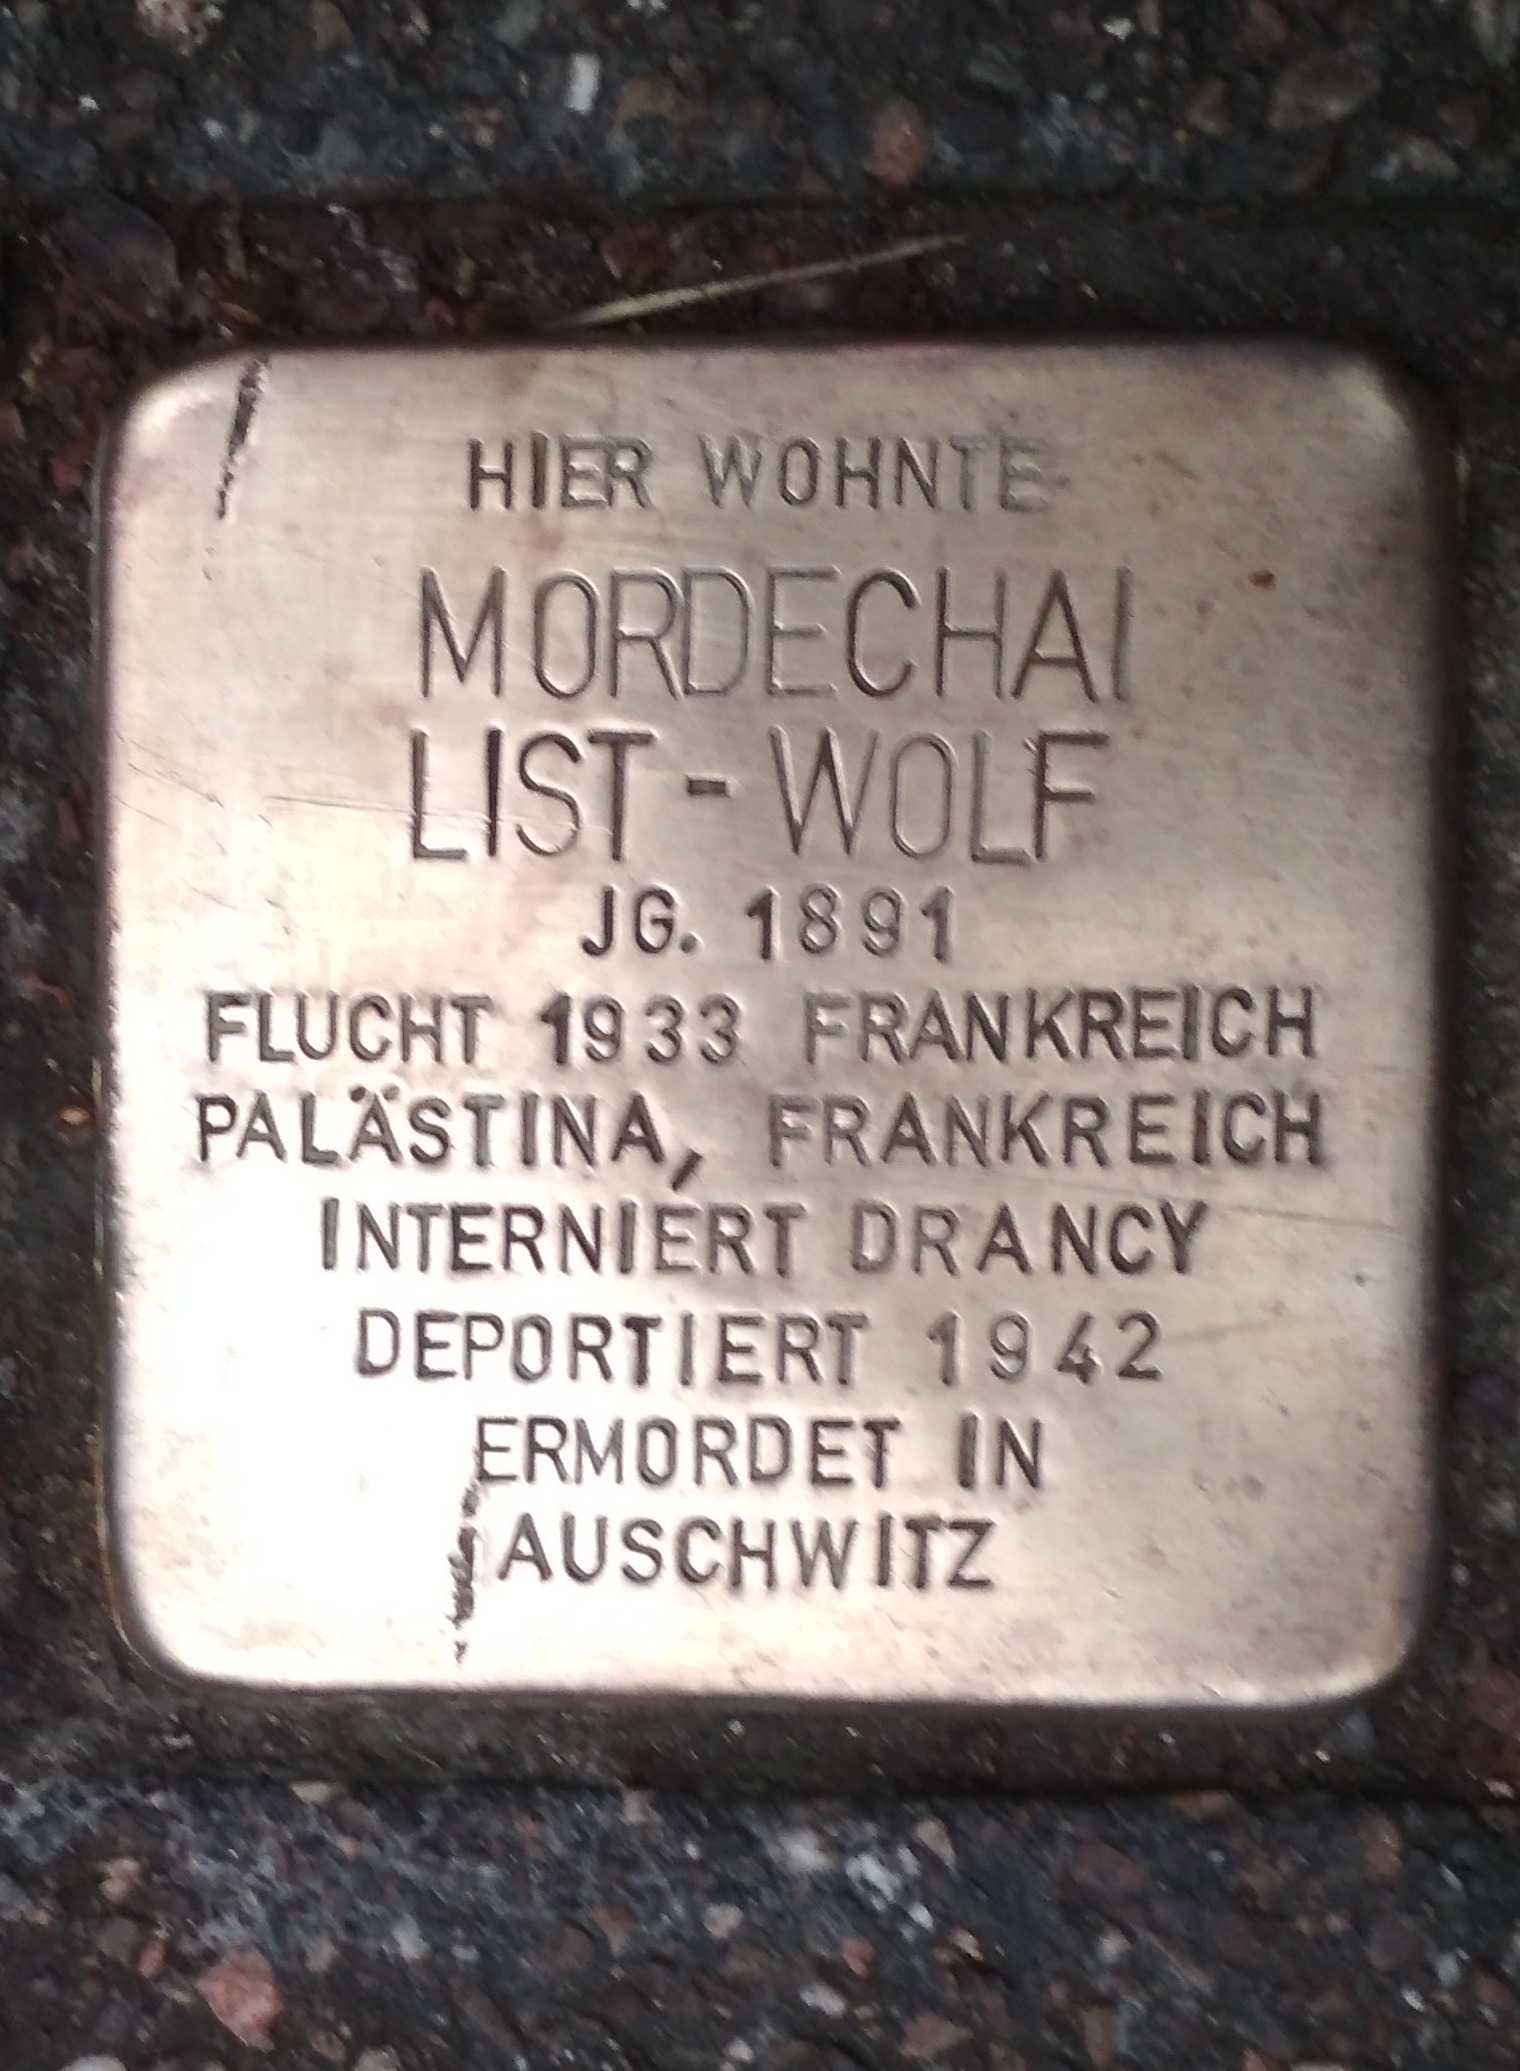 HIER WOHNTE
MORDECHAI
LIST-WOLF
JG. 1891
FLUCHT 1933 FRANKREICH
PALÄSTINA, FRANKREICH
INTERNIERT DRANCY
DEPORTIERT 1942
ERMORDET IN
AUSCHWITZ